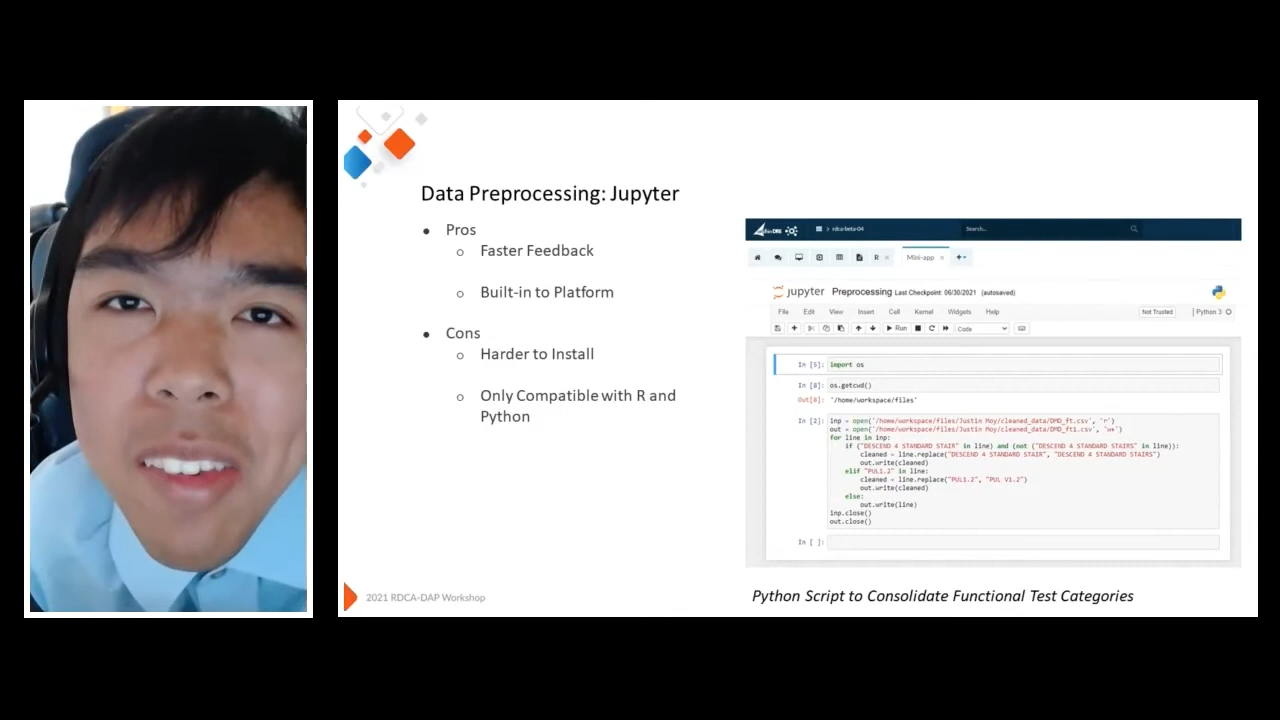 Data Preprocessing: Jupyter
Pros
Faster Feedback
Built-in to Platform
Cons
Harder to Install
Only Compatible with R and
Python
2021 RDCA-DAP Workshop
rdca-beta-04
Search...
R
Mini-app
jupyter Preprocessing Last Checkpoint: 06/30/2021 (autosaved)
File Edit View Insert Cell Kernel Widgets Help
Not Trusted
Python 3
Run
Code
In [5]: import os
In [8]: os.getcwd()
Out[8]: '/home/workspace/files'
In [2]: inp = open('/home/workspace/files/Justin Moy/cleaned_data/DMD_ft.csv', 'r')
out = open('/home/workspace/files/Justin Moy/cleaned_data/DMD_ft1.csv', 'w+')
for line in inp:
if ("DESCEND 4 STANDARD STAIR" in line) and (not ("DESCEND 4 STANDARD STAIRS" in line)):
cleaned = line.replace("DESCEND 4 STANDARD STAIR", "DESCEND 4 STANDARD STAIRS")
out.write(cleaned)
elif "PUL1.2" in line:
cleaned = line.replace("PUL1.2", "PUL V1.2")
out.write(cleaned)
else:
out.write(line)
inp.close()
out.close()
In [ ]:
Python Script to Consolidate Functional Test Categories